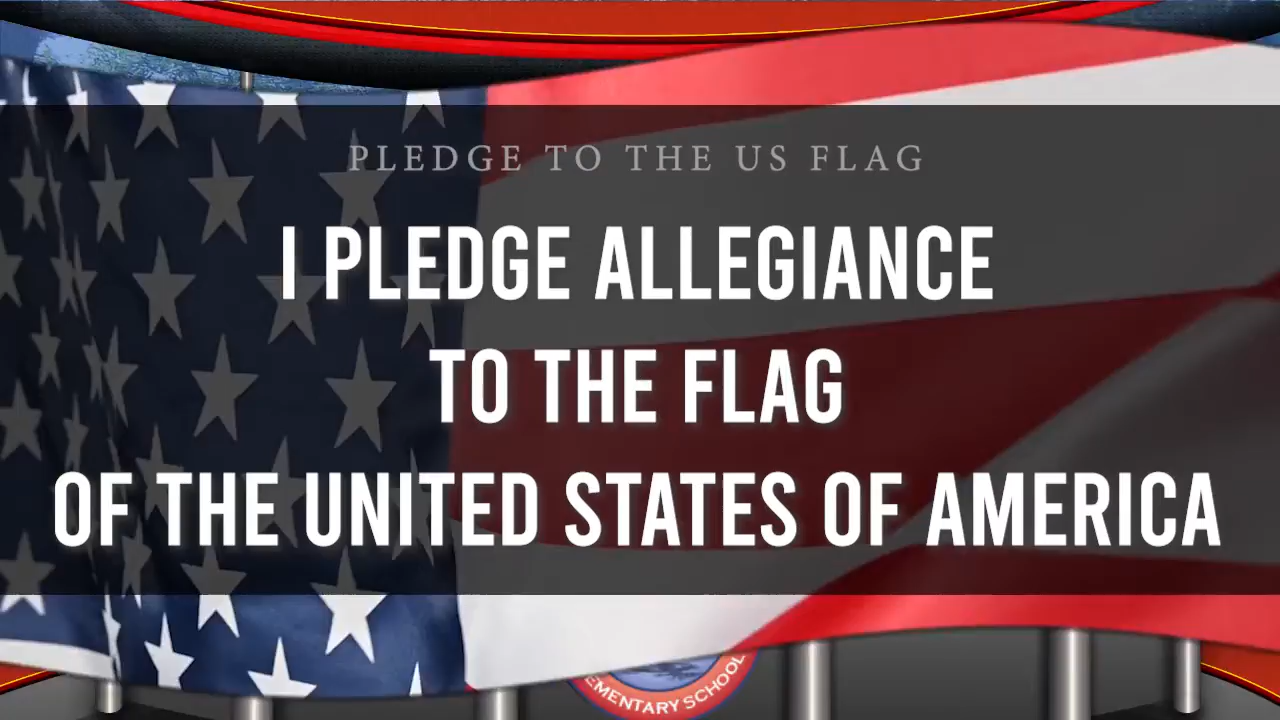 PLEDGE TO THE US FLAG
I PLEDGE ALLEGIANCE
TO THE FLAG
OF THE UNITED STATES OF AMERICA
EMENTARY SCHOOL